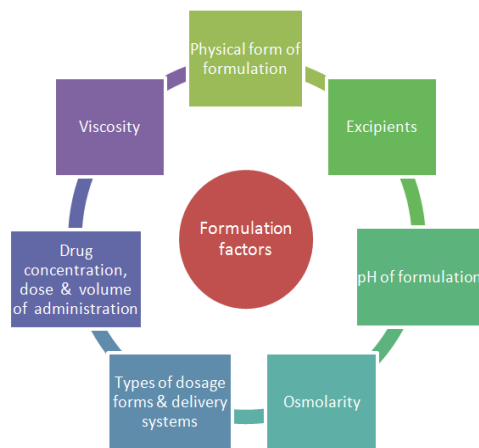 Physical form of
formulation
Excipients
pH of formulation
Osmolarity
Types of dosage
forms & delivery
systems
Drug
concentration,
dose & volume
of administration
Viscosity
Formulation
factors